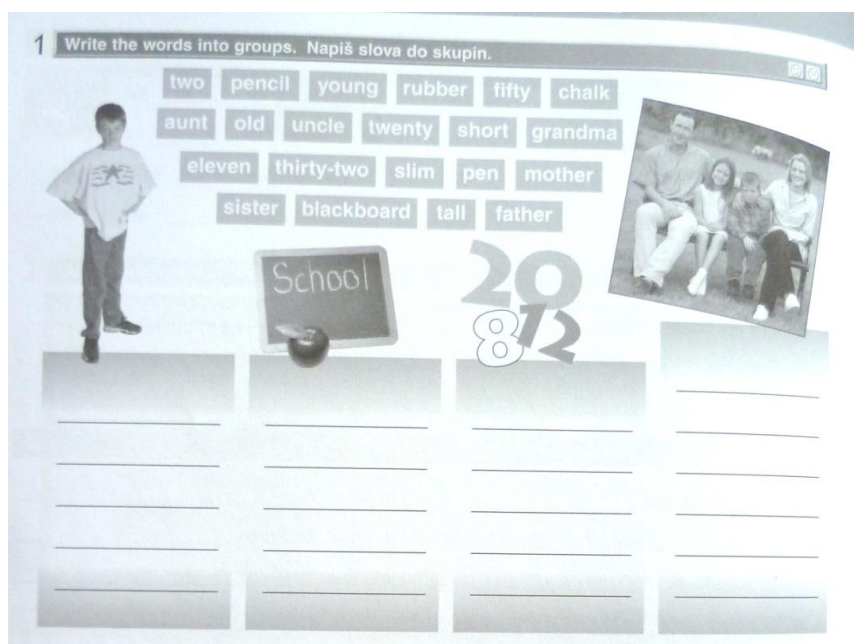 1 Write the words into groups. Napiš slova do skupin.
two pencil young rubber fifty chalk
aunt old uncle twenty short grandma
eleven thirty-two slim pen mother
sister blackboard tall father
School
20
8 12